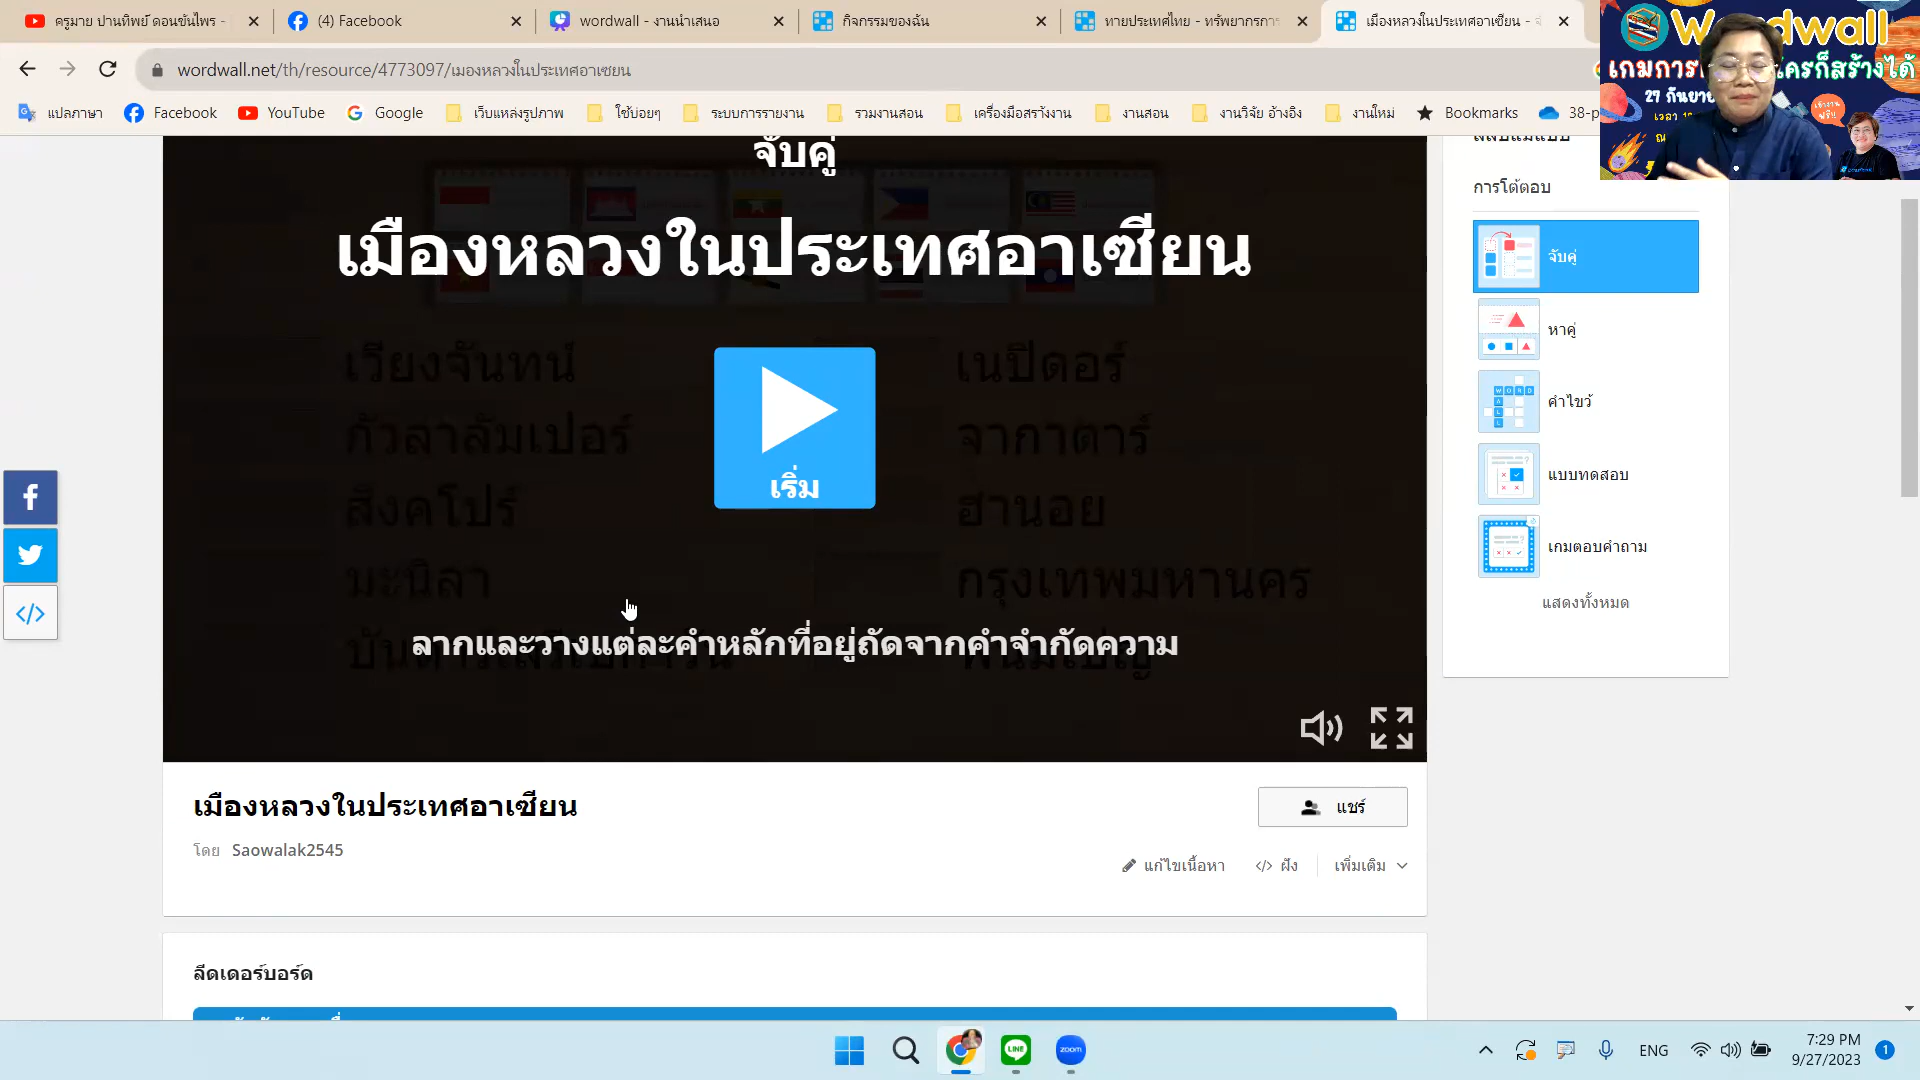 ครูมาย ปานทิพย์ ดอนขันไพร -
(4) Facebook
wordwall - งานนำเสนอ
กิจกรรมของฉัน
ทายประเทศไทย - ทรัพยากรการ
เมืองหลวงในประเทศอาเซียน -
wordwall.net/th/resource/4773097/เมืองหลวงในประเทศอาเซียน
แปลภาษา
Facebook
YouTube
Google
เว็บแหล่งรูปภาพ
ใช้บ่อยๆ
ระบบการรายงาน
รวมงานสอน
เครื่องมือสร้างงาน
งานสอน
งานวิจัย อ้างอิง
งานใหม่
Bookmarks
38-p
27 กันยาย
จับคู่
เมืองหลวงในประเทศอาเซียน
เวียงจันทน์
เนปิดอร์
กัวลาลัมเปอร์
จากาตาร์
สิงคโปร์
ฮานอย
มะนิลา
กรุงเทพมหานคร
พนมเปญ
เริ่ม
ลากและวางแต่ละคำหลักที่อยู่ถัดจากคำจำกัดความ
การโต้ตอบ
จับคู่
หาคู่
คำไขว้
แบบทดสอบ
เกมตอบคำถาม
แสดงทั้งหมด
เมืองหลวงในประเทศอาเซียน
แชร์
โดย Saowalak2545
แก้ไขเนื้อหา
ฝัง
เพิ่มเติม
ลีดเดอร์บอร์ด
LINE
zoom
ENG
7:29 PM
9/27/2023
1